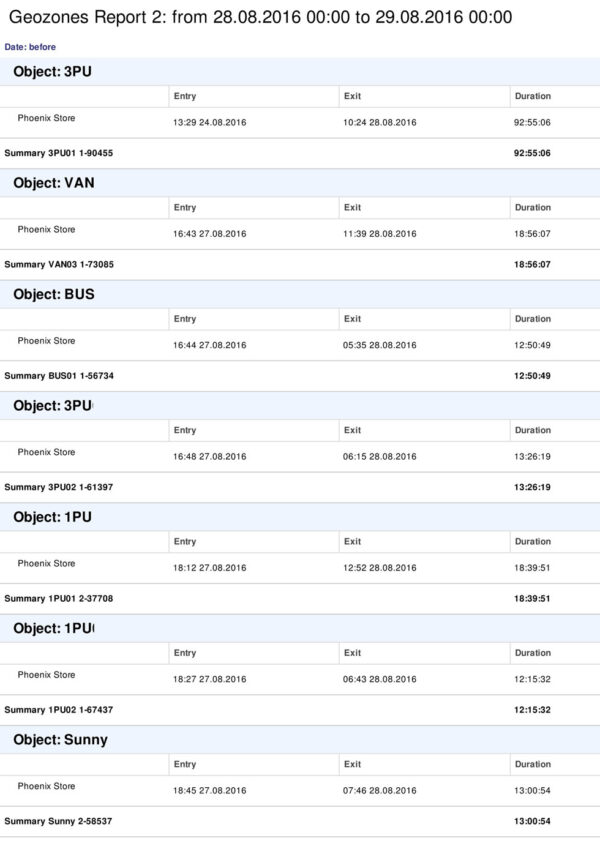 Geozones Report 2: from 28.08.2016 00:00 to 29.08.2016 00:00
Date: before
Object: 3PU
Entry Exit Duration
Phoenix Store 13:29 24.08.2016 10:24 28.08.2016 92:55:06
Summary 3PU01 1-90455 92:55:06
Object: VAN
Entry Exit Duration
Phoenix Store 16:43 27.08.2016 11:39 28.08.2016 18:56:07
Summary VAN03 1-73085 18:56:07
Object: BUS
Entry Exit Duration
Phoenix Store 16:44 27.08.2016 05:35 28.08.2016 12:50:49
Summary BUS01 1-56734 12:50:49
Object: 3PU
Entry Exit Duration
Phoenix Store 16:48 27.08.2016 06:15 28.08.2016 13:26:19
Summary 3PU02 1-61397 13:26:19
Object: 1PU
Entry Exit Duration
Phoenix Store 18:12 27.08.2016 12:52 28.08.2016 18:39:51
Summary 1PU01 2-37708 18:39:51
Object: 1PU
Entry Exit Duration
Phoenix Store 18:27 27.08.2016 06:43 28.08.2016 12:15:32
Summary 1PU02 1-67437 12:15:32
Object: Sunny
Entry Exit Duration
Phoenix Store 18:45 27.08.2016 07:46 28.08.2016 13:00:54
Summary Sunny 2-58537 13:00:54